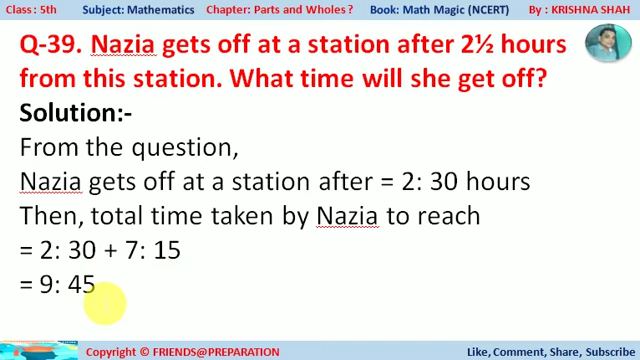 Class : 5th Subject: Mathematics Chapter: Parts and Wholes ? Book: Math Magic (NCERT) By : KRISHNA SHAH
Q-39. Nazia gets off at a station after 2½ hours
from this station. What time will she get off?
Solution:-
From the question,
Nazia gets off at a station after = 2: 30 hours
Then, total time taken by Nazia to reach
= 2: 30 + 7: 15
= 9: 45
Copyright © FRIENDS@PREPARATION Like, Comment, Share, Subscribe